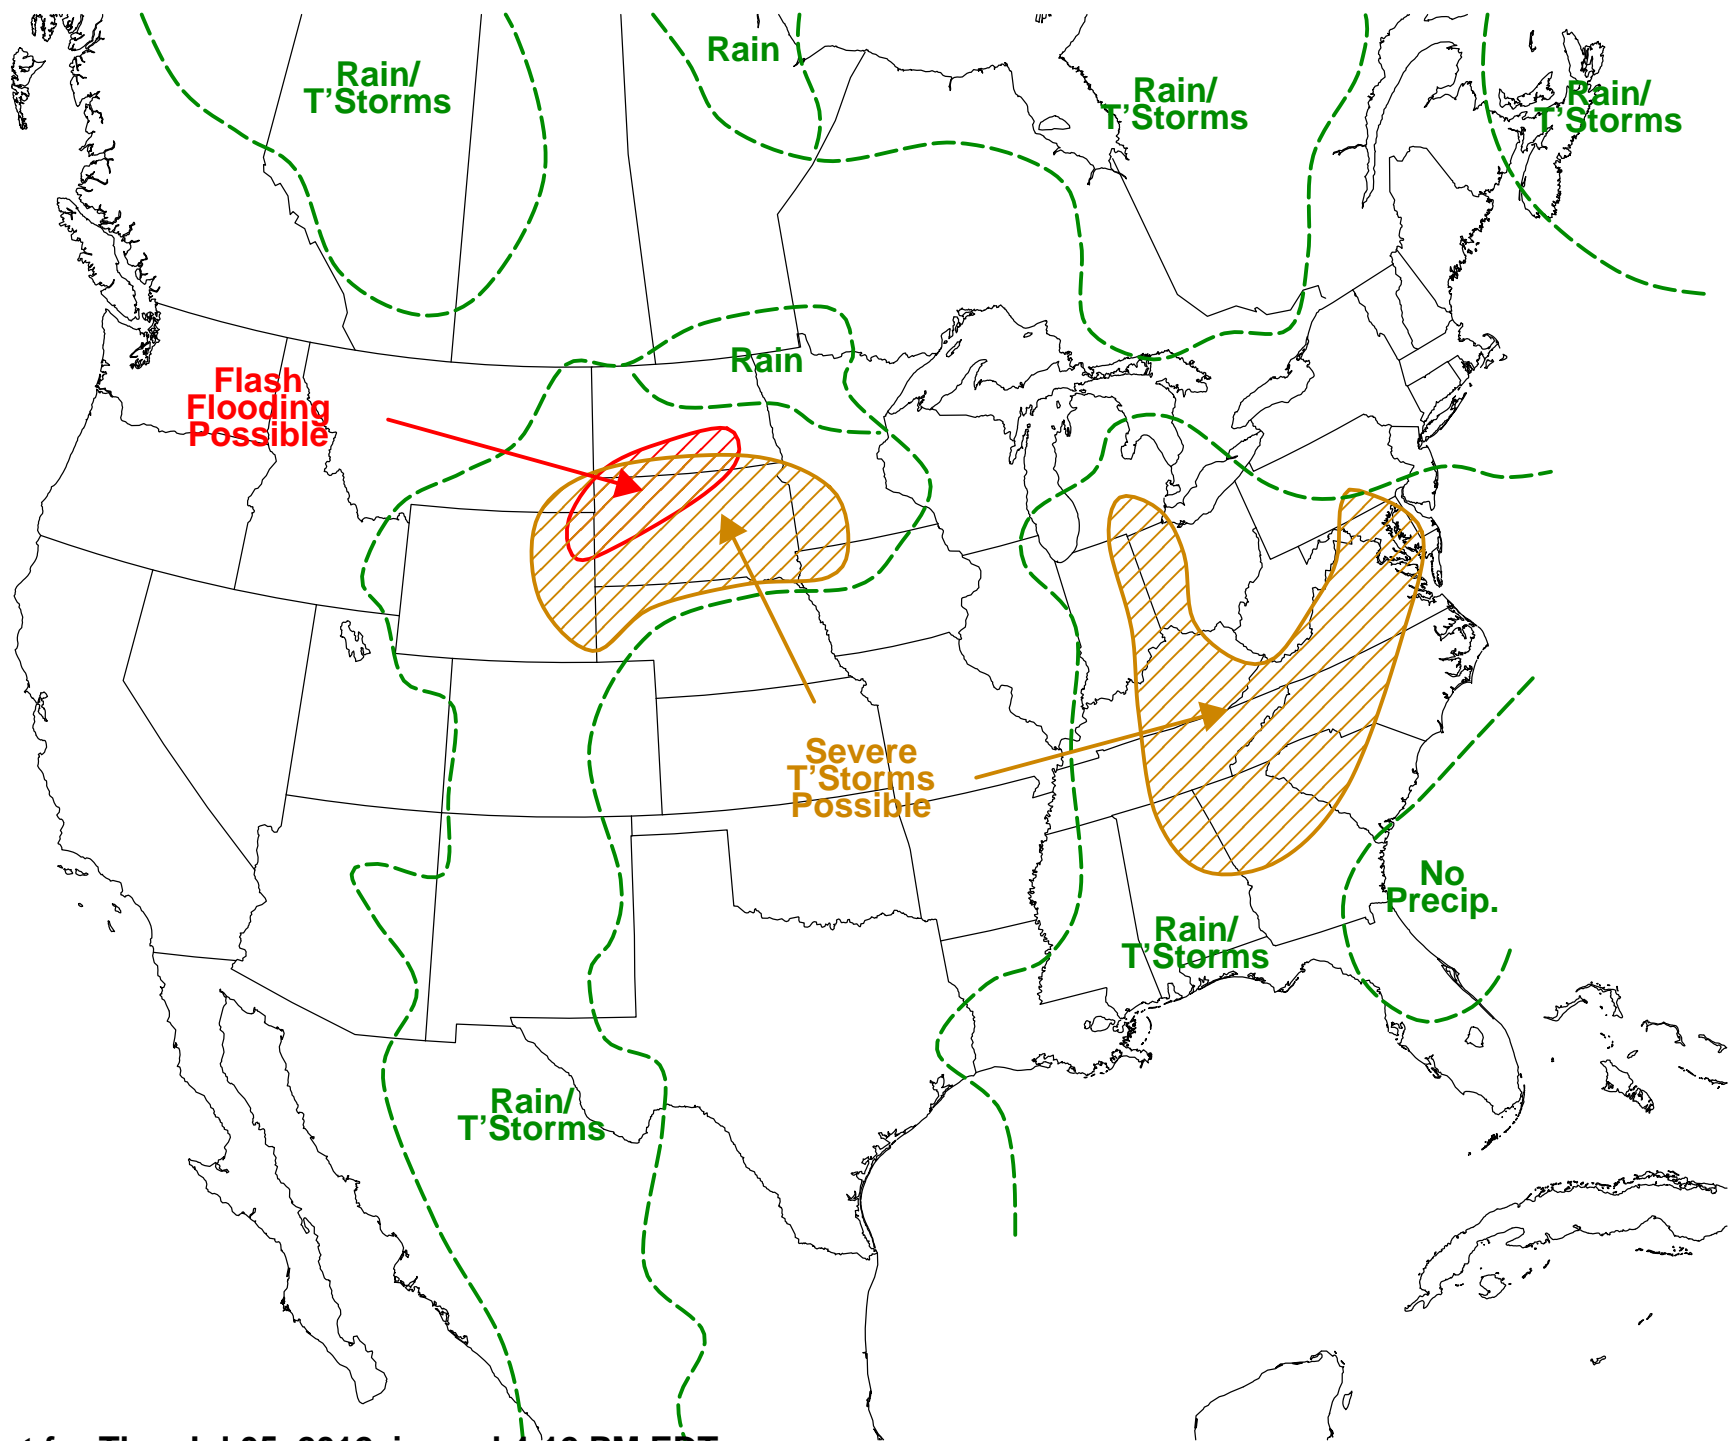 Rain
Rain/
T’Storms
Rain/
T’Storms
Rain/
T’Storms
Rain
Flash
Flooding
Possible
Severe
T’Storms
Possible
No
Precip.
Rain/
T’Storms
Rain/
T’Storms